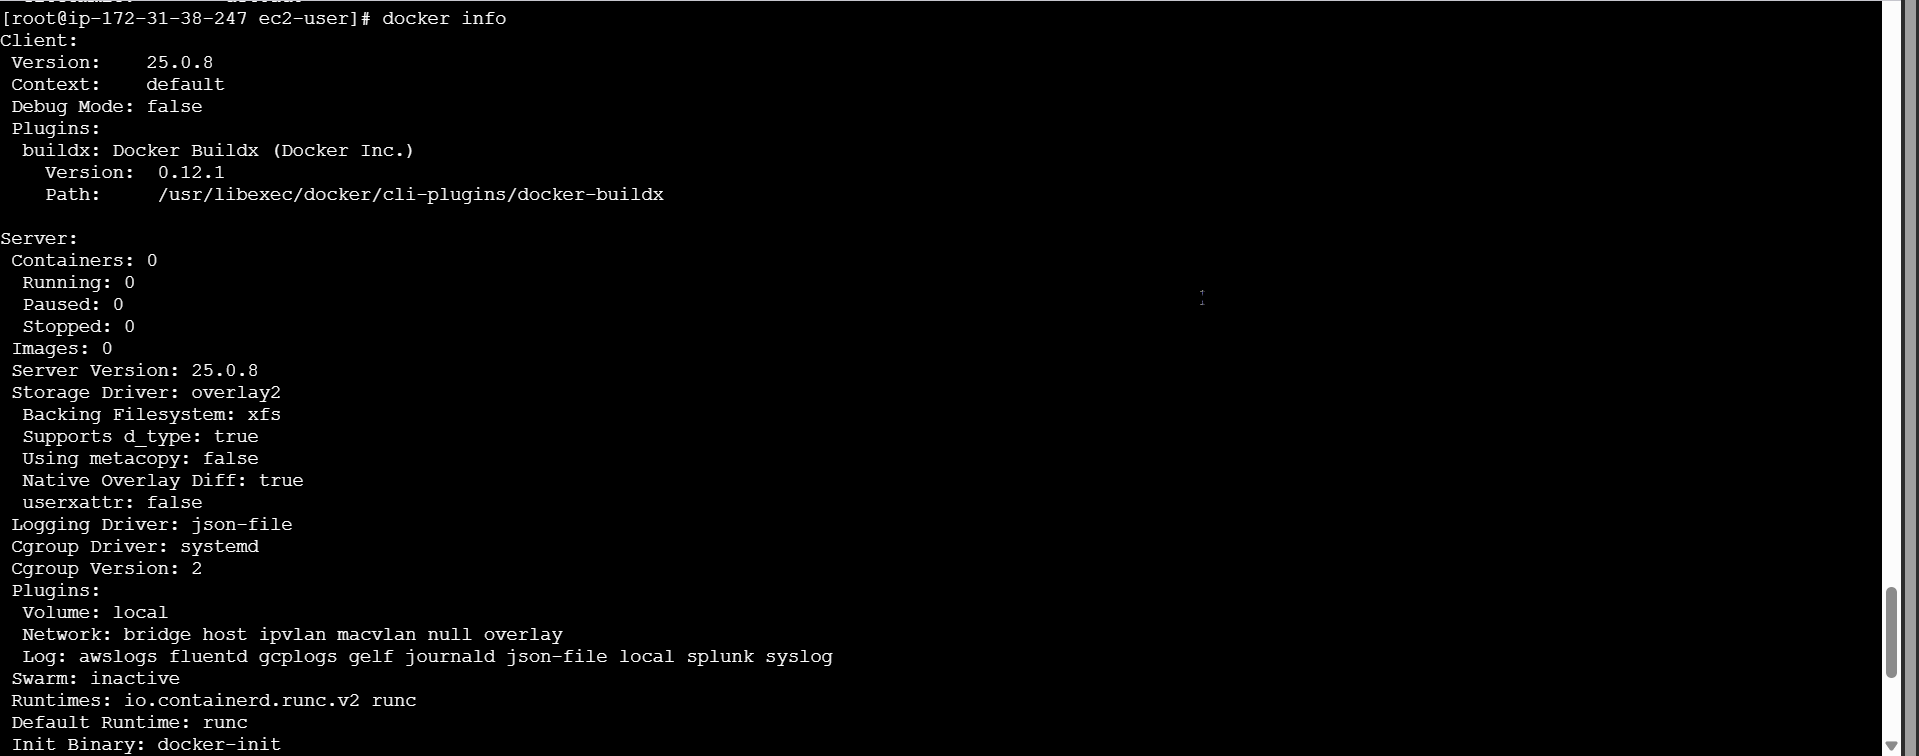 [root@ip-172-31-38-247 ec2-user]# docker info
Client:
 Version:    25.0.8
 Context:    default
 Debug Mode: false
 Plugins:
  buildx: Docker Buildx (Docker Inc.)
    Version:  0.12.1
    Path:     /usr/libexec/docker/cli-plugins/docker-buildx

Server:
 Containers: 0
  Running: 0
  Paused: 0
  Stopped: 0
 Images: 0
 Server Version: 25.0.8
 Storage Driver: overlay2
  Backing Filesystem: xfs
  Supports d_type: true
  Using metacopy: false
  Native Overlay Diff: true
  userxattr: false
 Logging Driver: json-file
 Cgroup Driver: systemd
 Cgroup Version: 2
 Plugins:
  Volume: local
  Network: bridge host ipvlan macvlan null overlay
  Log: awslogs fluentd gcplogs gelf journald json-file local splunk syslog
 Swarm: inactive
 Runtimes: io.containerd.runc.v2 runc
 Default Runtime: runc
 Init Binary: docker-init